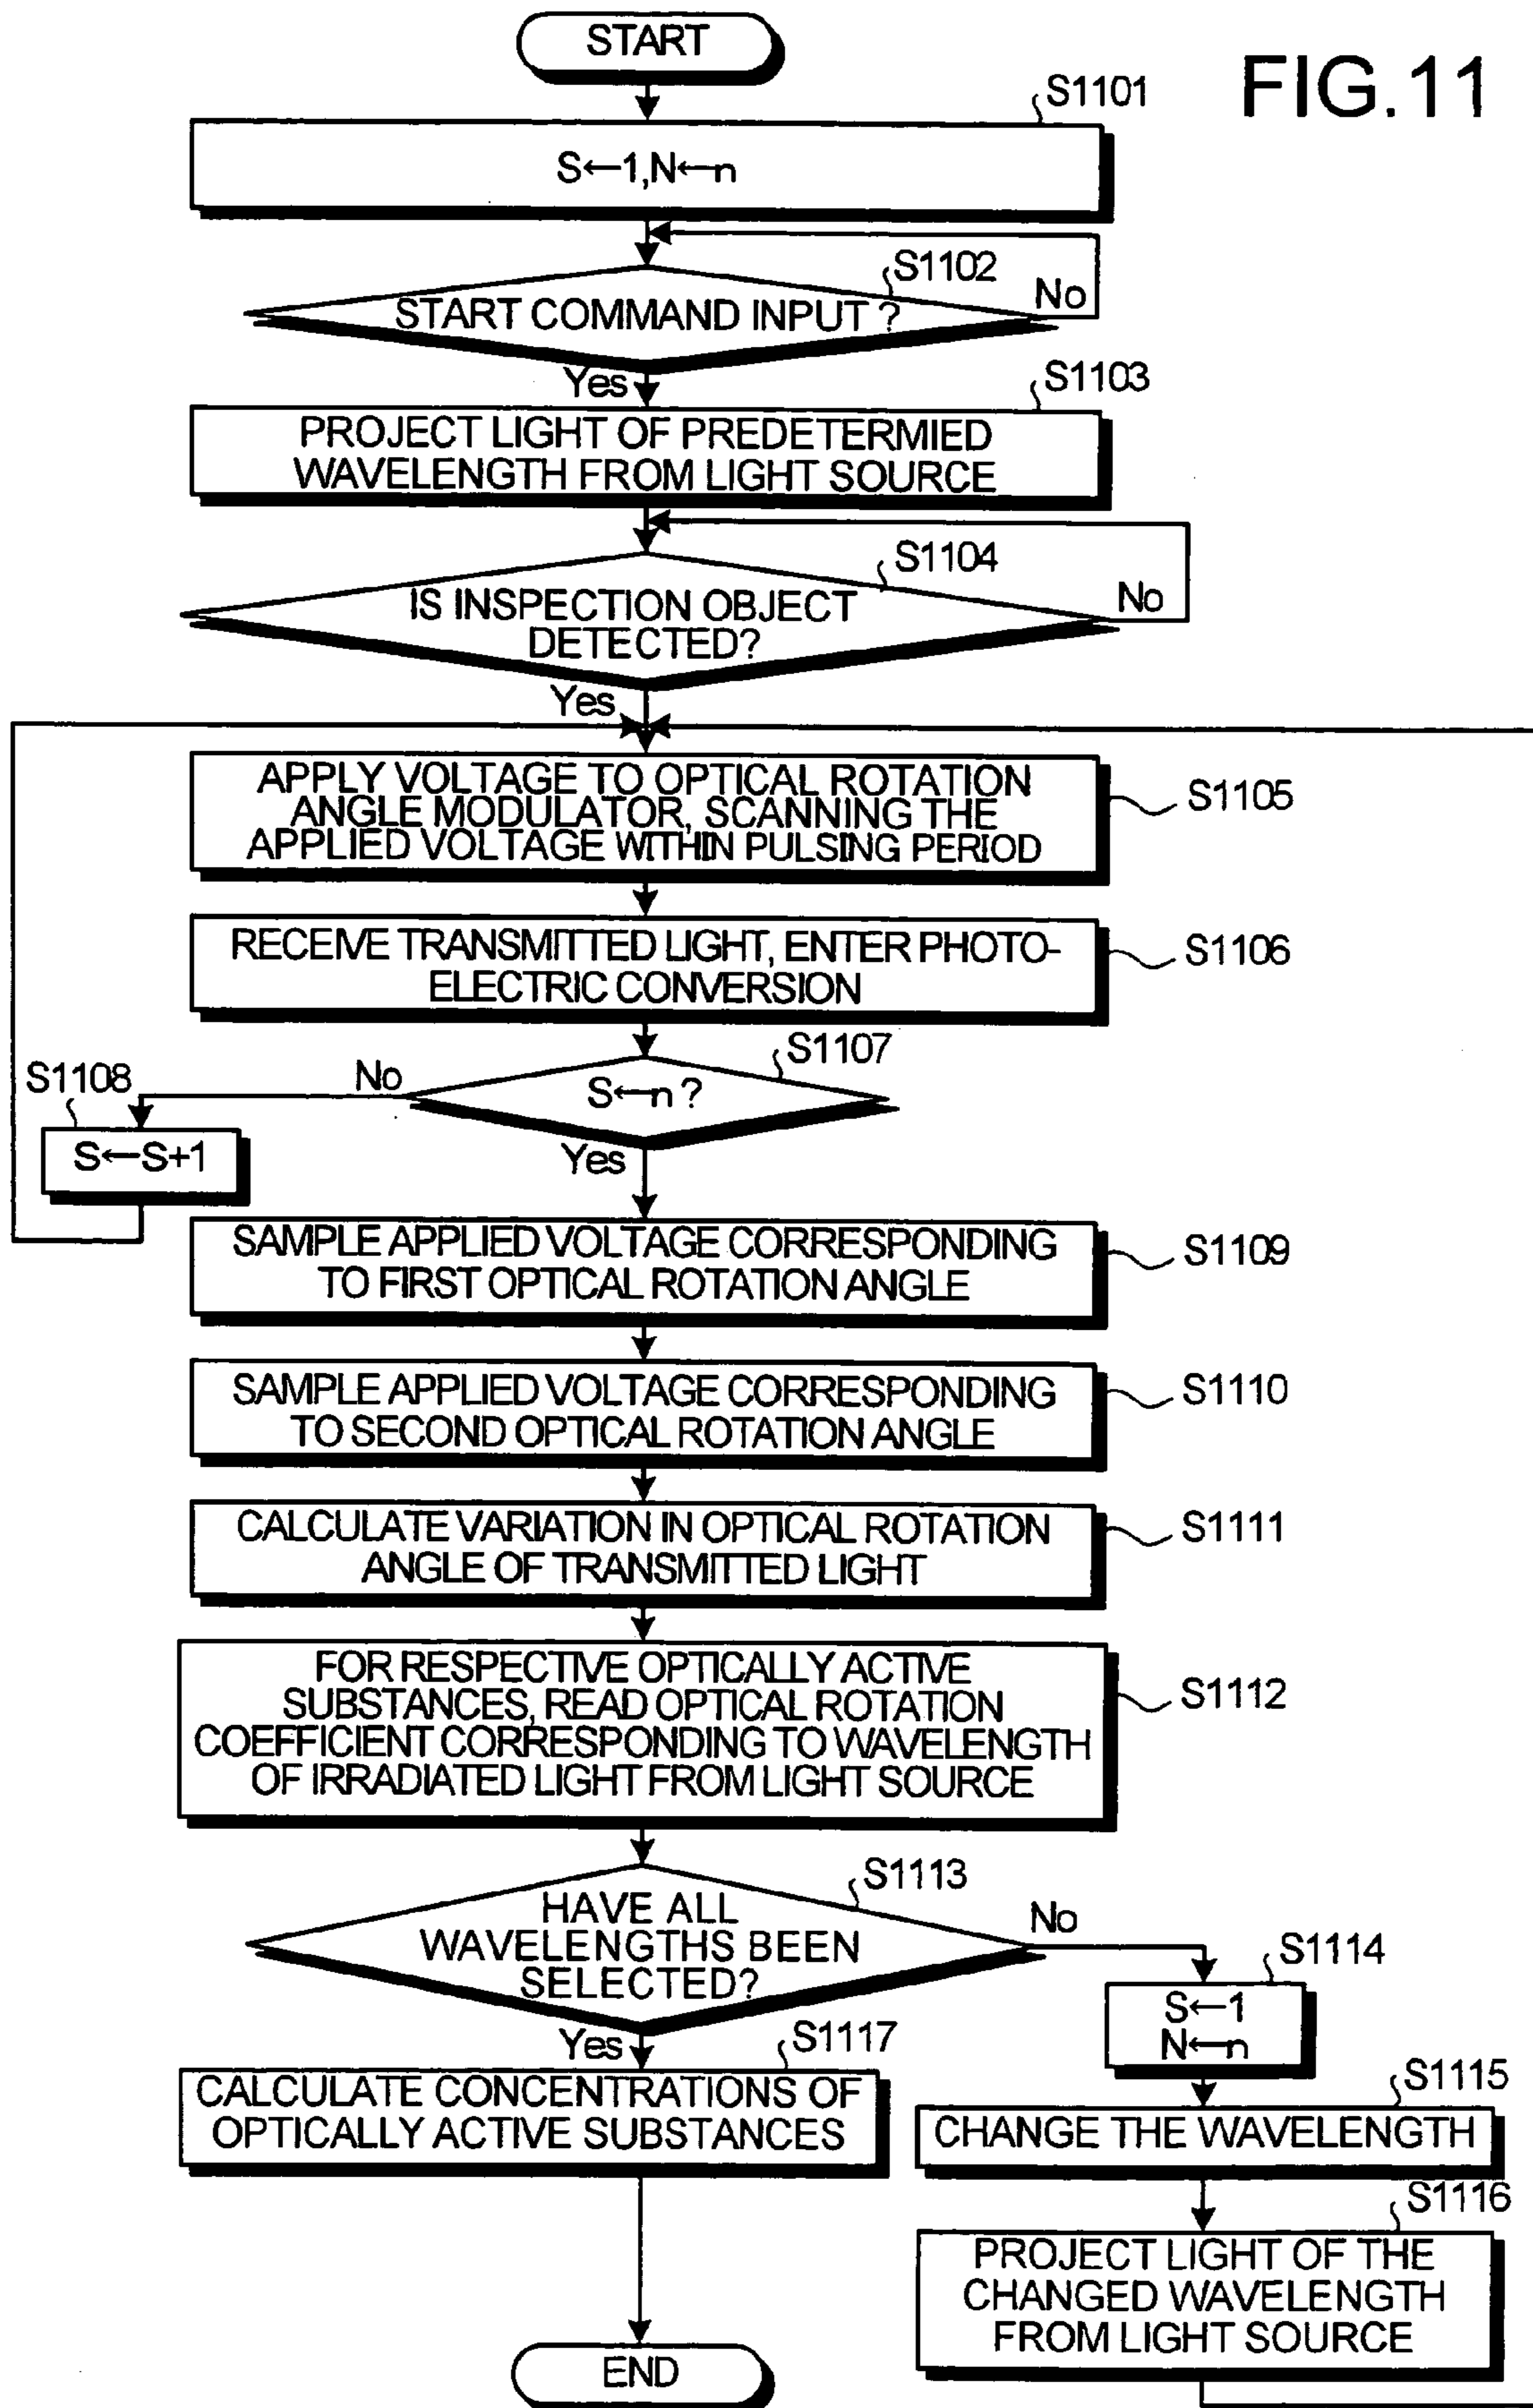 START
FIG.11
S1101
S←1,N←n
S1102
START COMMAND INPUT ?
No
Yes
S1103
PROJECT LIGHT OF PREDETERMIED
WAVELENGTH FROM LIGHT SOURCE
S1104
IS INSPECTION OBJECT
DETECTED?
No
Yes
APPLY VOLTAGE TO OPTICAL ROTATION
ANGLE MODULATOR, SCANNING THE
APPLIED VOLTAGE WITHIN PULSING PERIOD
S1105
RECEIVE TRANSMITTED LIGHT, ENTER PHOTO-
ELECTRIC CONVERSION
S1106
S1107
S←n ?
No
Yes
S1108
S←S+1
SAMPLE APPLIED VOLTAGE CORRESPONDING
TO FIRST OPTICAL ROTATION ANGLE
S1109
SAMPLE APPLIED VOLTAGE CORRESPONDING
TO SECOND OPTICAL ROTATION ANGLE
S1110
CALCULATE VARIATION IN OPTICAL ROTATION
ANGLE OF TRANSMITTED LIGHT
S1111
FOR RESPECTIVE OPTICALLY ACTIVE
SUBSTANCES, READ OPTICAL ROTATION
COEFFICIENT CORRESPONDING TO WAVELENGTH
OF IRRADIATED LIGHT FROM LIGHT SOURCE
S1112
S1113
HAVE ALL
WAVELENGTHS BEEN
SELECTED?
No
Yes
S1114
S←1
N←n
S1117
CALCULATE CONCENTRATIONS OF
OPTICALLY ACTIVE SUBSTANCES
S1115
CHANGE THE WAVELENGTH
S1116
PROJECT LIGHT OF THE
CHANGED WAVELENGTH
FROM LIGHT SOURCE
END